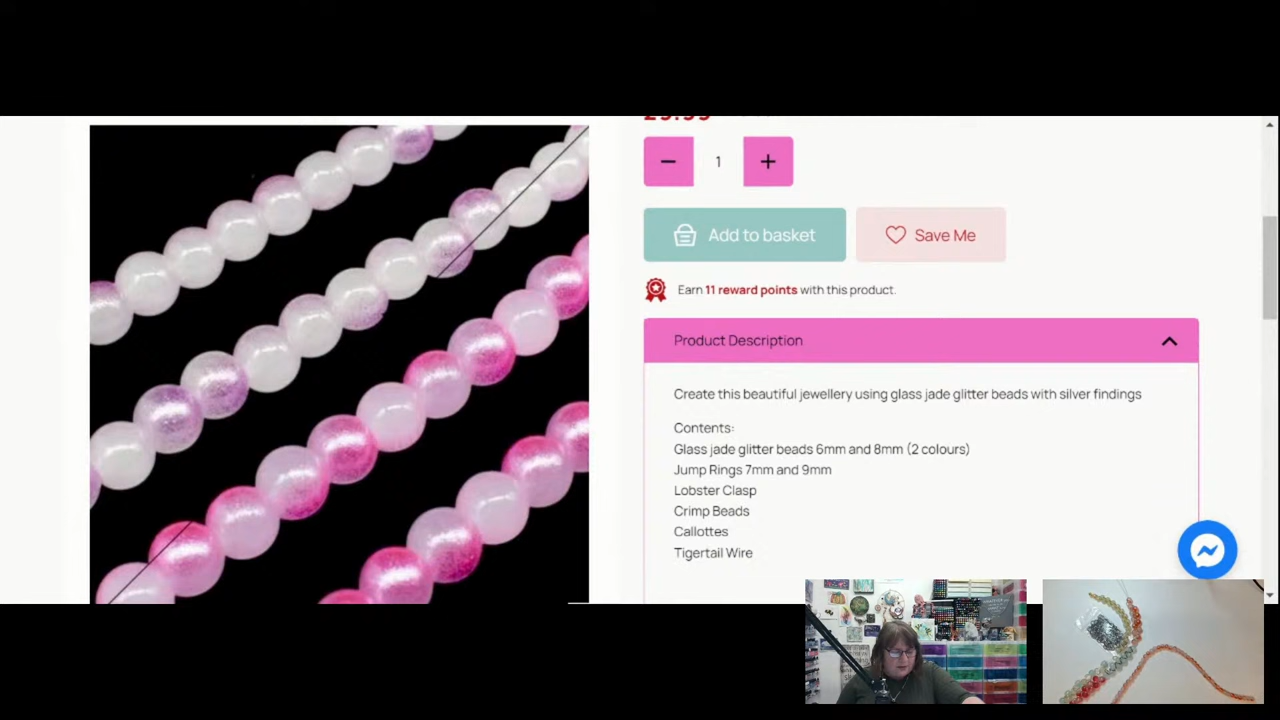 1
Add to basket
Save Me
Earn 11 reward points with this product.
Product Description
Create this beautiful jewellery using glass jade glitter beads with silver findings
Contents:
Glass jade glitter beads 6mm and 8mm (2 colours)
Jump Rings 7mm and 9mm
Lobster Clasp
Crimp Beads
Callottes
Tigertail Wire